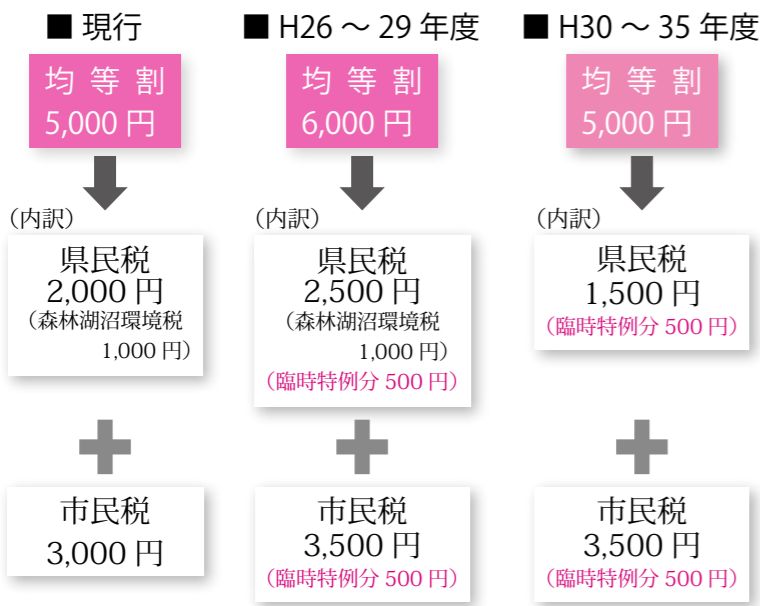 ■ 現行
均 等 割
5,000 円
(内訳)
県民税
2,000 円
(森林湖沼環境税
1,000 円)
市民税
3,000 円
■ H26 ～ 29 年度
均 等 割
6,000 円
(内訳)
県民税
2,500 円
(森林湖沼環境税
1,000 円)
(臨時特例分 500 円)
市民税
3,500 円
(臨時特例分 500 円)
■ H30 ～ 35 年度
均 等 割
5,000 円
(内訳)
県民税
1,500 円
(臨時特例分 500 円)
市民税
3,500 円
(臨時特例分 500 円)